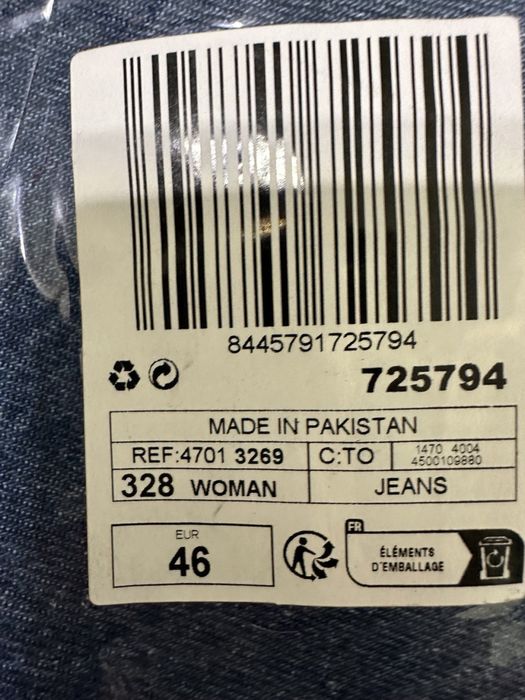 8445791725794
725794
MADE IN PAKISTAN
REF:4701 3269 C:TO 1470 4004
4500109880
328 WOMAN JEANS
EUR
46
FR
ÉLÉMENTS
D'EMBALLAGE